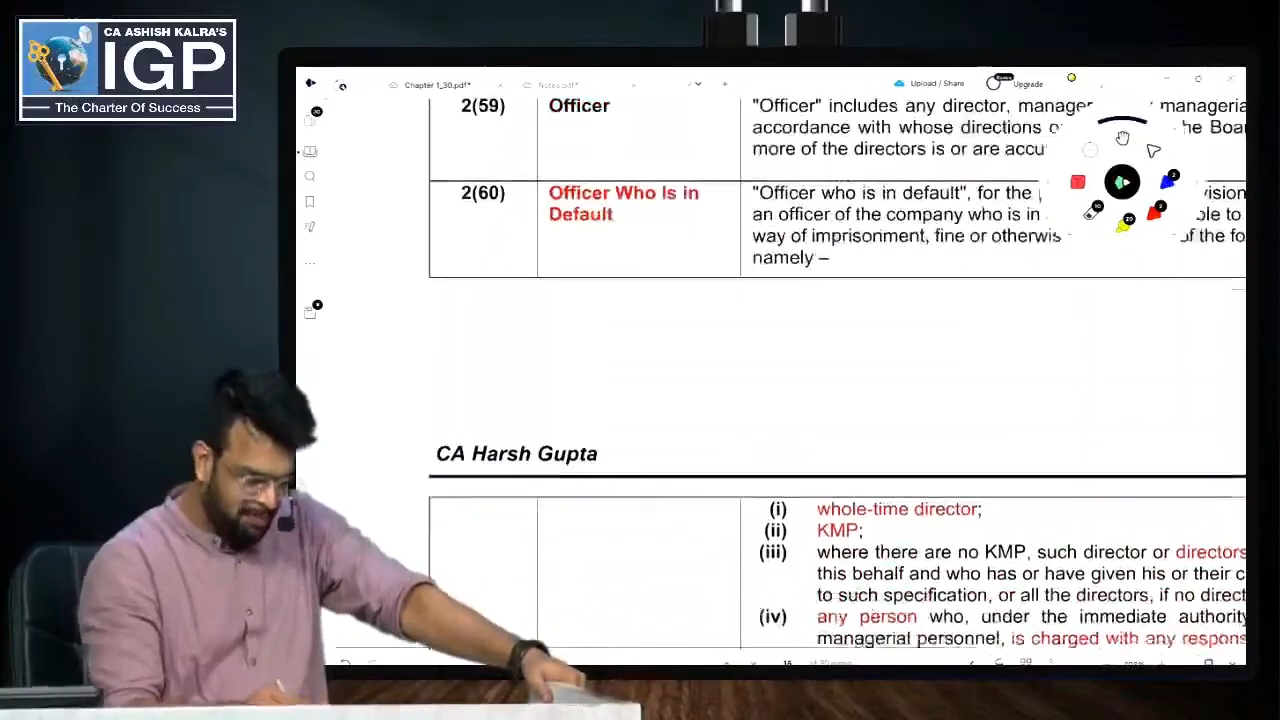 CA ASHISH KALRA'S
IGP
The Charter Of Success
Chapter 1_30.pdf*
Notes.pdf*
Upload / Share
Upgrade
2(59) Officer "Officer" includes any director, manager managerial
accordance with whose directions he Boar
more of the directors is or are accu
2(60) Officer Who Is in "Officer who is in default", for the vision
Default an officer of the company who is in to
way of imprisonment, fine or otherwis of the fo
namely –
CA Harsh Gupta
(i) whole-time director;
(ii) KMP;
(iii) where there are no KMP, such director or directors
this behalf and who has or have given his or their c
to such specification, or all the directors, if no direct
(iv) any person who, under the immediate authority
managerial personnel, is charged with any respons